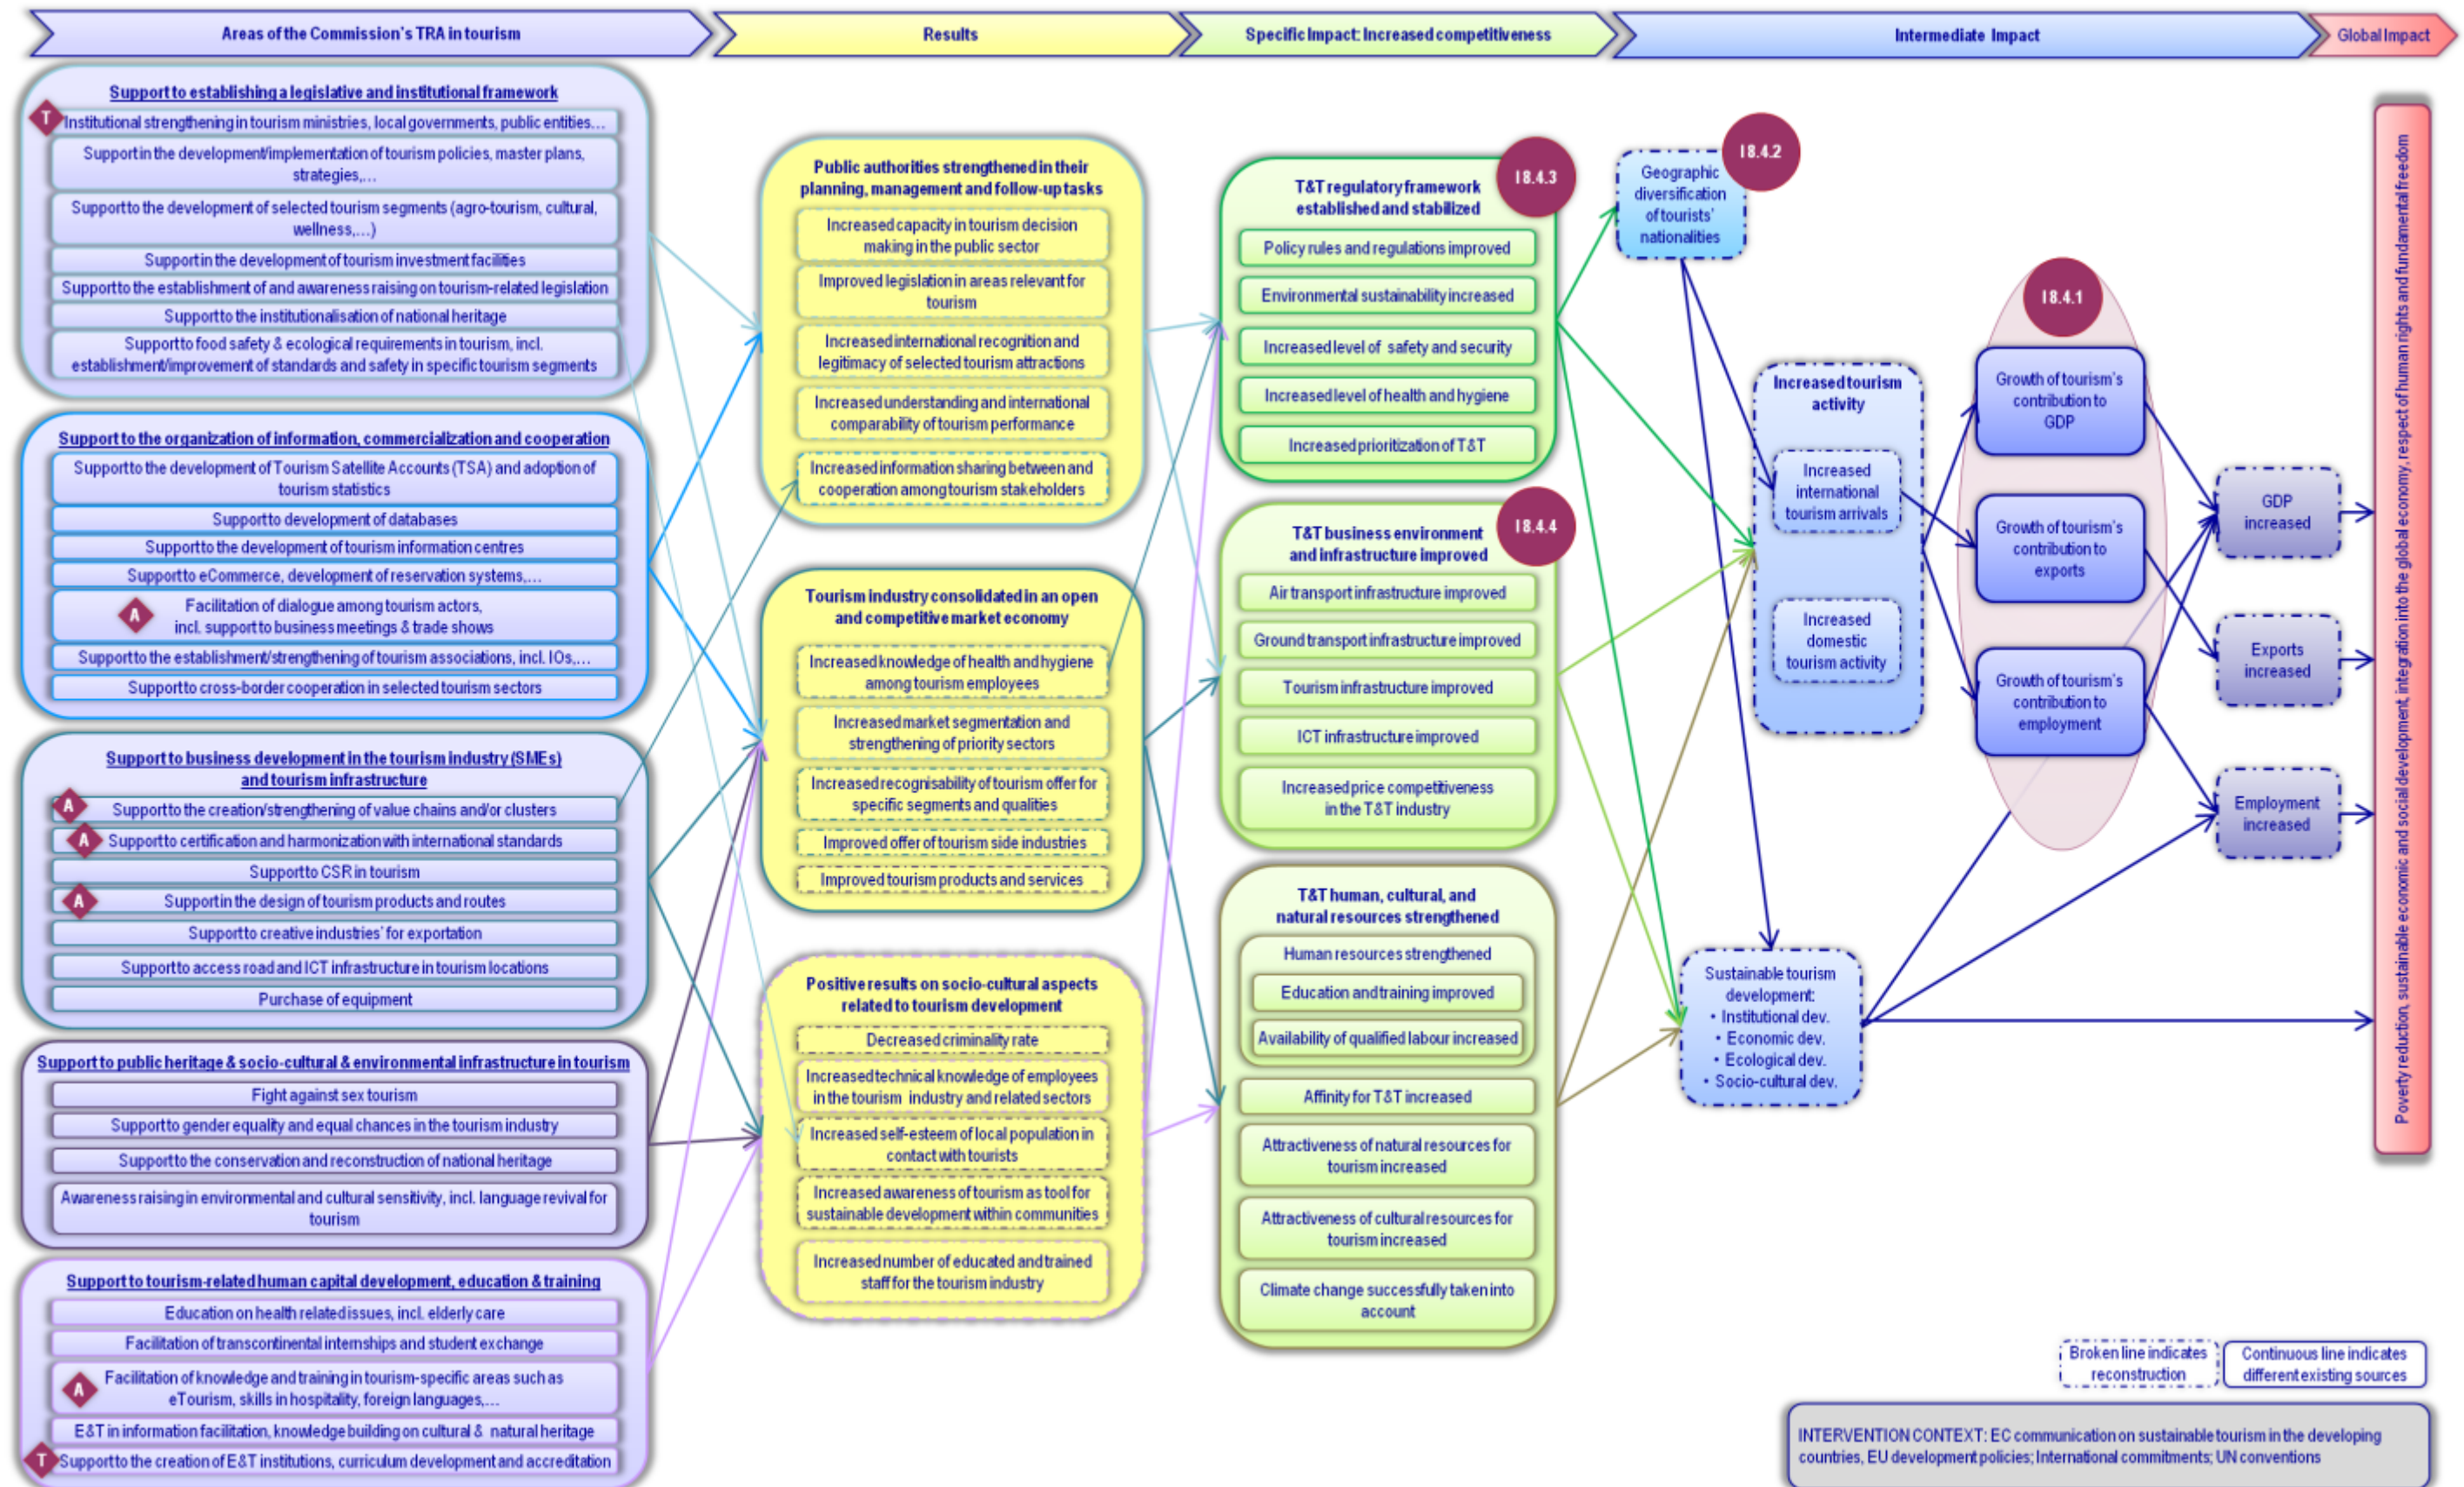 Areas of the Commission's TRA in tourism
Results
Specific Impact: Increased competitiveness
Intermediate Impact
Global Impact
Support to establishing a legislative and institutional framework
T
Institutional strengthening in tourism ministries, local governments, public entities...
Support in the development/implementation of tourism policies, master plans,
strategies,...
Support to the development of selected tourism segments (agro-tourism, cultural,
wellness,...)
Support in the development of tourism investment facilities
Support to the establishment of and awareness raising on tourism-related legislation
Support to the institutionalisation of national heritage
Support to food safety & ecological requirements in tourism, incl.
establishment/improvement of standards and safety in specific tourism segments
Support to the organization of information, commercialization and cooperation
Support to the development of Tourism Satellite Accounts (TSA) and adoption of
tourism statistics
Support to development of databases
Support to the development of tourism information centres
Support to eCommerce, development of reservation systems,...
A
Facilitation of dialogue among tourism actors,
incl. support to business meetings & trade shows
Support to the establishment/strengthening of tourism associations, incl. IOs,...
Support to cross-border cooperation in selected tourism sectors
Support to business development in the tourism industry (SMEs)
and tourism infrastructure
A
Support to the creation/strengthening of value chains and/or clusters
A
Support to certification and harmonization with international standards
Support to CSR in tourism
A
Support in the design of tourism products and routes
Support to creative industries' for exportation
Support to access road and ICT infrastructure in tourism locations
Purchase of equipment
Support to public heritage & socio-cultural & environmental infrastructure in tourism
Fight against sex tourism
Support to gender equality and equal chances in the tourism industry
Support to the conservation and reconstruction of national heritage
Awareness raising in environmental and cultural sensitivity, incl. language revival for
tourism
Support to tourism-related human capital development, education & training
Education on health related issues, incl. elderly care
Facilitation of transcontinental internships and student exchange
A
Facilitation of knowledge and training in tourism-specific areas such as
eTourism, skills in hospitality, foreign languages,...
E&T in information facilitation, knowledge building on cultural & natural heritage
T
Support to the creation of E&T institutions, curriculum development and accreditation
Public authorities strengthened in their
planning, management and follow-up tasks
Increased capacity in tourism decision
making in the public sector
Improved legislation in areas relevant for
tourism
Increased international recognition and
legitimacy of selected tourism attractions
Increased understanding and international
comparability of tourism performance
Increased information sharing between and
cooperation among tourism stakeholders
Tourism industry consolidated in an open
and competitive market economy
Increased knowledge of health and hygiene
among tourism employees
Increased market segmentation and
strengthening of priority sectors
Increased recognisability of tourism offer for
specific segments and qualities
Improved offer of tourism side industries
Improved tourism products and services
Positive results on socio-cultural aspects
related to tourism development
Decreased criminality rate
Increased technical knowledge of employees
in the tourism industry and related sectors
Increased self-esteem of local population in
contact with tourists
Increased awareness of tourism as tool for
sustainable development within communities
Increased number of educated and trained
staff for the tourism industry
I 8.4.3
T&T regulatory framework
established and stabilized
Policy rules and regulations improved
Environmental sustainability increased
Increased level of safety and security
Increased level of health and hygiene
Increased prioritization of T&T
I 8.4.4
T&T business environment
and infrastructure improved
Air transport infrastructure improved
Ground transport infrastructure improved
Tourism infrastructure improved
ICT infrastructure improved
Increased price competitiveness
in the T&T industry
T&T human, cultural, and
natural resources strengthened
Human resources strengthened
Education and training improved
Availability of qualified labour increased
Affinity for T&T increased
Attractiveness of natural resources for
tourism increased
Attractiveness of cultural resources for
tourism increased
Climate change successfully taken into
account
I 8.4.2
Geographic
diversification
of tourists'
nationalities
Increased tourism
activity
Increased
international
tourism arrivals
Increased
domestic
tourism activity
Sustainable tourism
development:
• Institutional dev.
• Economic dev.
• Ecological dev.
• Socio-cultural dev.
I 8.4.1
Growth of tourism's
contribution to
GDP
Growth of tourism's
contribution to
exports
Growth of tourism's
contribution to
employment
GDP
increased
Exports
increased
Employment
increased
Poverty reduction, sustainable economic and social development, integration into the global economy, respect of human rights and fundamental freedom
Broken line indicates
reconstruction
Continuous line indicates
different existing sources
INTERVENTION CONTEXT: EC communication on sustainable tourism in the developing
countries, EU development policies; International commitments; UN conventions